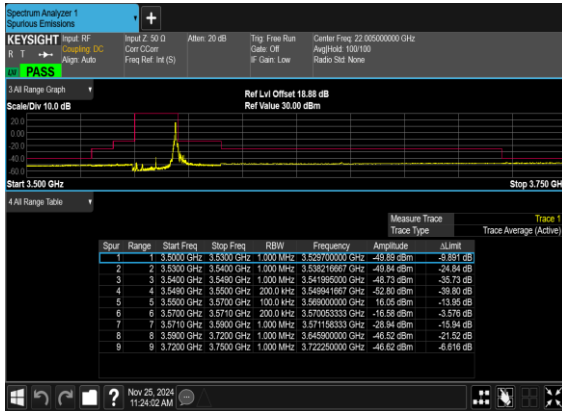 Spectrum Analyzer 1
Spurious Emissions
KEYSIGHT Input: RF Input Z: 50 Ω Atten: 20 dB Trig: Free Run Center Freq: 22.005000000 GHz
R T Coupling: DC Corr CCorr Gate: Off Avg|Hold: 100/100
Align: Auto Freq Ref: Int (S) IF Gain: Low Radio Std: None
PASS
3 All Range Graph
Ref Lvl Offset 18.88 dB
Scale/Div 10.0 dB Ref Value 30.00 dBm
20.0
0.00
-20.0
-40.0
-60.0
Start 3.500 GHz Stop 3.750 GH
4 All Range Table
Measure Trace Trace 1
Trace Type Trace Average (Active)
Spur Range Start Freq Stop Freq RBW Frequency Amplitude ΔLimit
1 1 3.5000 GHz 3.5300 GHz 1.000 MHz 3.529700000 GHz -49.89 dBm -9.891 dB
2 2 3.5300 GHz 3.5400 GHz 1.000 MHz 3.538216667 GHz -49.84 dBm -24.84 dB
3 3 3.5400 GHz 3.5490 GHz 1.000 MHz 3.541995000 GHz -48.73 dBm -35.73 dB
4 4 3.5490 GHz 3.5500 GHz 200.0 kHz 3.549941667 GHz -52.80 dBm -39.80 dB
5 5 3.5500 GHz 3.5700 GHz 100.0 kHz 3.569000000 GHz 16.05 dBm -13.95 dB
6 6 3.5700 GHz 3.5710 GHz 200.0 kHz 3.570053333 GHz -16.58 dBm -3.576 dB
7 7 3.5710 GHz 3.5900 GHz 1.000 MHz 3.571158333 GHz -28.94 dBm -15.94 dB
8 8 3.5900 GHz 3.7200 GHz 1.000 MHz 3.645900000 GHz -46.52 dBm -21.52 dB
9 9 3.7200 GHz 3.7500 GHz 1.000 MHz 3.722250000 GHz -46.62 dBm -6.616 dB
Nov 25, 2024
11:24:02 AM